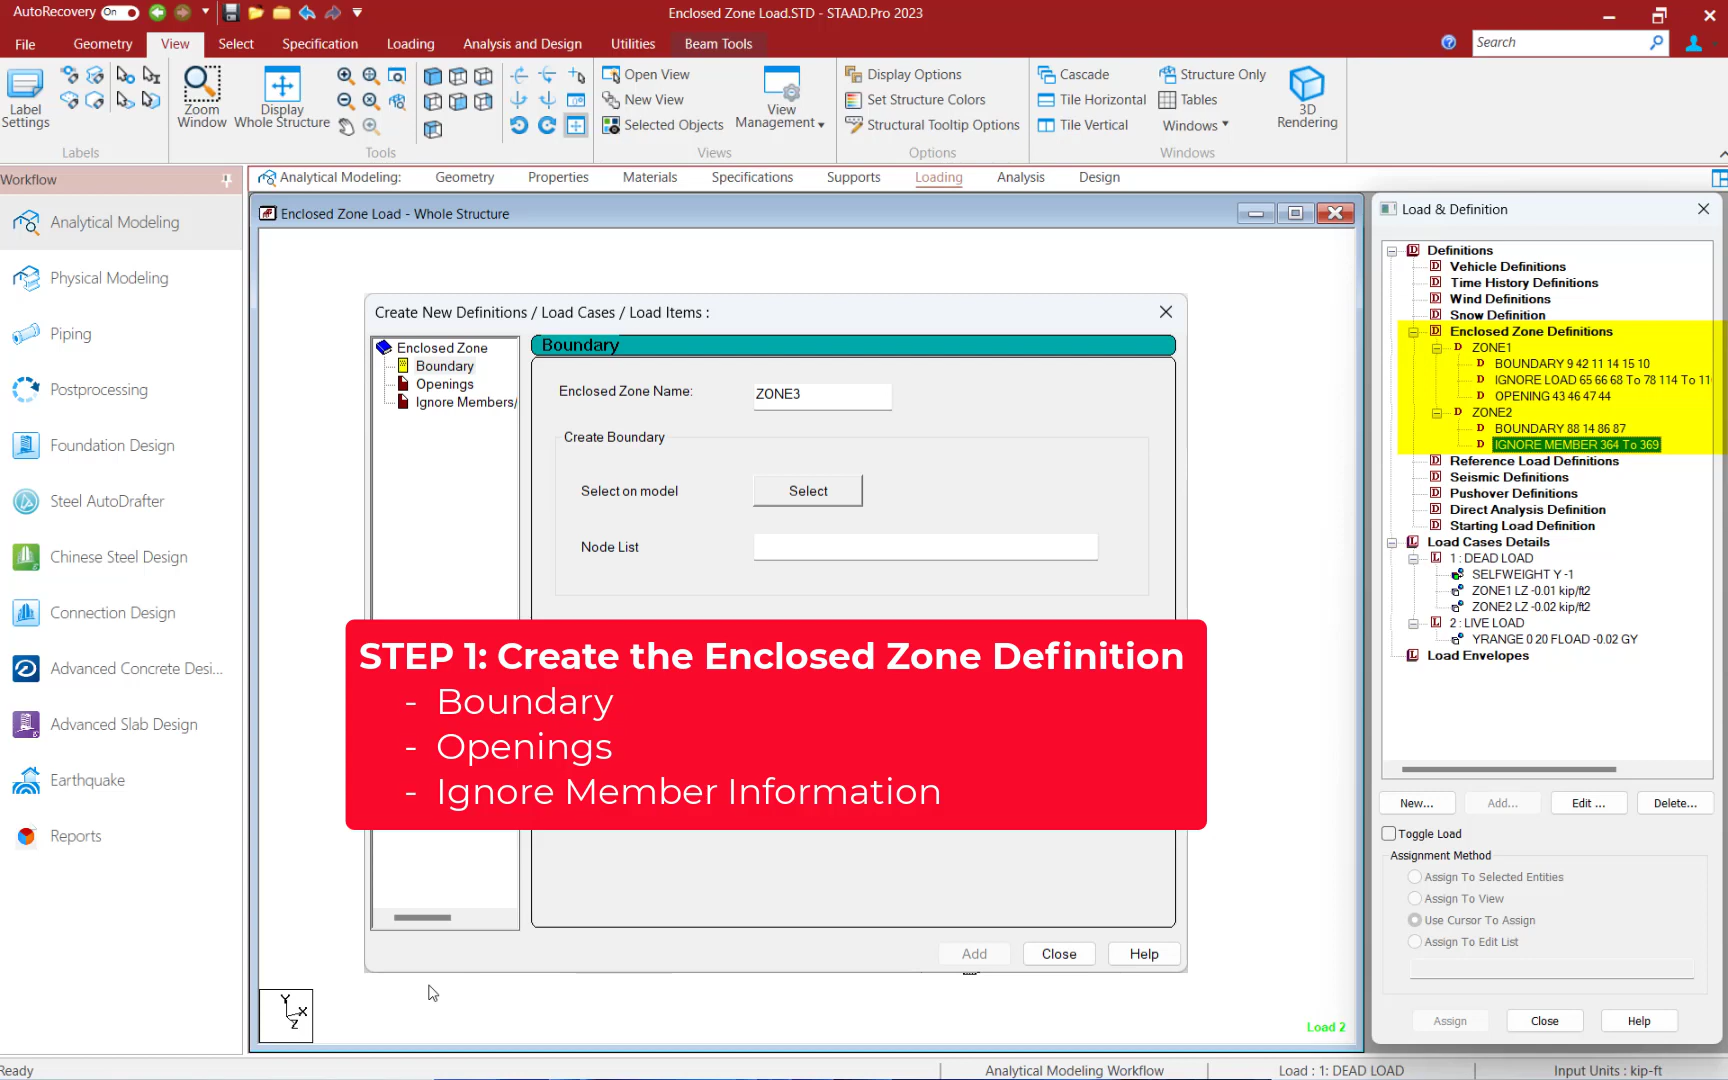 AutoRecovery On
Enclosed Zone Load.STD - STAAD.Pro 2023
File Geometry View Select Specification Loading Analysis and Design Utilities Beam Tools
Search
Label Settings
Labels
Zoom Window
Display Whole Structure
Tools
Open View
New View
Selected Objects
View Management
Views
Display Options
Set Structure Colors
Structural Tooltip Options
Options
Cascade
Tile Horizontal
Tile Vertical
Structure Only
Tables
Windows
Windows
3D Rendering
Workflow
Analytical Modeling: Geometry Properties Materials Specifications Supports Loading Analysis Design
Analytical Modeling
Physical Modeling
Piping
Postprocessing
Foundation Design
Steel AutoDrafter
Chinese Steel Design
Connection Design
Advanced Concrete Desi...
Advanced Slab Design
Earthquake
Reports
Enclosed Zone Load - Whole Structure
Create New Definitions / Load Cases / Load Items :
Enclosed Zone
Boundary
Openings
Ignore Members/
Boundary
Enclosed Zone Name: ZONE3
Create Boundary
Select on model Select
Node List
STEP 1: Create the Enclosed Zone Definition
- Boundary
- Openings
- Ignore Member Information
Add Close Help
Y
X
Z
Load 2
Load & Definition
Definitions
Vehicle Definitions
Time History Definitions
Wind Definitions
Snow Definition
Enclosed Zone Definitions
ZONE1
BOUNDARY 9 42 11 14 15 10
IGNORE LOAD 65 66 68 To 78 114 To 11
OPENING 43 46 47 44
ZONE2
BOUNDARY 88 14 86 87
IGNORE MEMBER 364 To 369
Reference Load Definitions
Seismic Definitions
Pushover Definitions
Direct Analysis Definition
Starting Load Definition
Load Cases Details
1 : DEAD LOAD
SELFWEIGHT Y -1
ZONE1 LZ -0.01 kip/ft2
ZONE2 LZ -0.02 kip/ft2
2 : LIVE LOAD
YRANGE 0 20 FLOAD -0.02 GY
Load Envelopes
New... Add... Edit ... Delete...
Toggle Load
Assignment Method
Assign To Selected Entities
Assign To View
Use Cursor To Assign
Assign To Edit List
Assign Close Help
Ready
Analytical Modeling Workflow
Load : 1: DEAD LOAD
Input Units : kip-ft